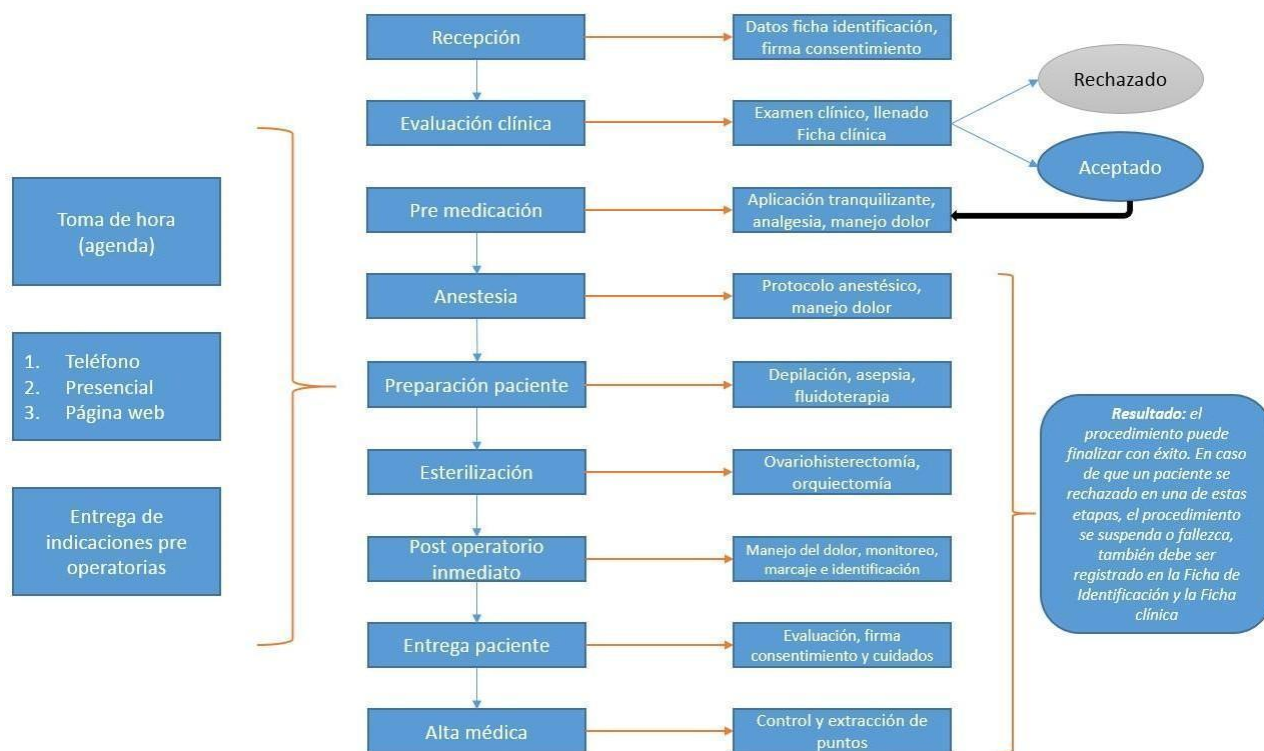 Toma de hora
(agenda)
1. Teléfono
2. Presencial
3. Página web
Entrega de
indicaciones pre
operatorias
Recepción
Datos ficha identificación,
firma consentimiento
Evaluación clínica
Examen clínico, llenado
Ficha clínica
Rechazado
Aceptado
Pre medicación
Aplicación tranquilizante,
analgesia, manejo dolor
Anestesia
Protocolo anestésico,
manejo dolor
Preparación paciente
Depilación, asepsia,
fluidoterapia
Esterilización
Ovariohisterectomía,
orquiectomía
Post operatorio
inmediato
Manejo del dolor, monitoreo,
marcaje e identificación
Entrega paciente
Evaluación, firma
consentimiento y cuidados
Alta médica
Control y extracción de
puntos
Resultado: el
procedimiento puede
finalizar con éxito. En caso
de que un paciente se
rechazado en una de estas
etapas, el procedimiento
se suspenda o fallezca,
también debe ser
registrado en la Ficha de
Identificación y la Ficha
clínica